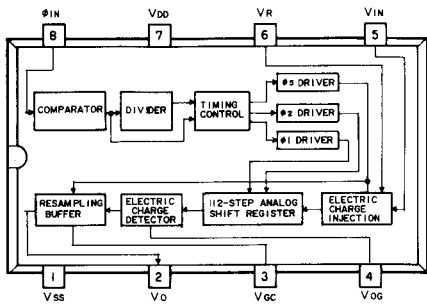 φIN VDD VR VIN
8 7 6 5
COMPARATOR
DIVIDER
TIMING
CONTROL
φS DRIVER
φ2 DRIVER
φ1 DRIVER
RESAMPLING
BUFFER
ELECTRIC
CHARGE
DETECTOR
112-STEP ANALOG
SHIFT REGISTER
ELECTRIC
CHARGE
INJECTION
1 2 3 4
VSS VO VGC VOG